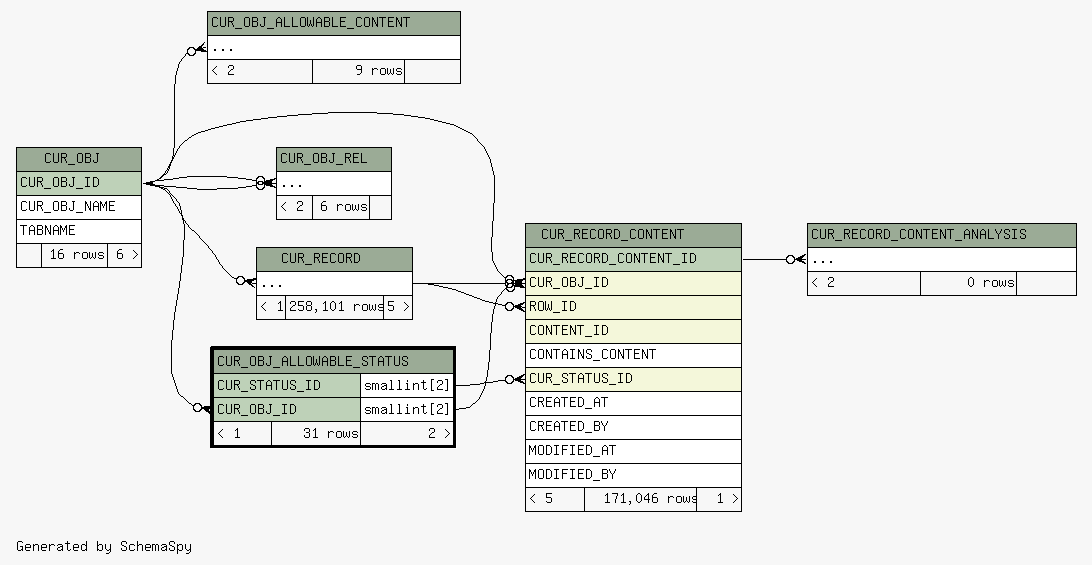 CUR_OBJ_ALLOWABLE_CONTENT
...
< 2 9 rows
CUR_OBJ
CUR_OBJ_ID
CUR_OBJ_NAME
TABNAME
16 rows 6 >
CUR_OBJ_REL
...
< 2 6 rows
CUR_RECORD
...
< 1 258,101 rows 5 >
CUR_OBJ_ALLOWABLE_STATUS
CUR_STATUS_ID smallint[2]
CUR_OBJ_ID smallint[2]
< 1 31 rows 2 >
CUR_RECORD_CONTENT
CUR_RECORD_CONTENT_ID
CUR_OBJ_ID
ROW_ID
CONTENT_ID
CONTAINS_CONTENT
CUR_STATUS_ID
CREATED_AT
CREATED_BY
MODIFIED_AT
MODIFIED_BY
< 5 171,046 rows 1 >
CUR_RECORD_CONTENT_ANALYSIS
...
< 2 0 rows
Generated by SchemaSpy